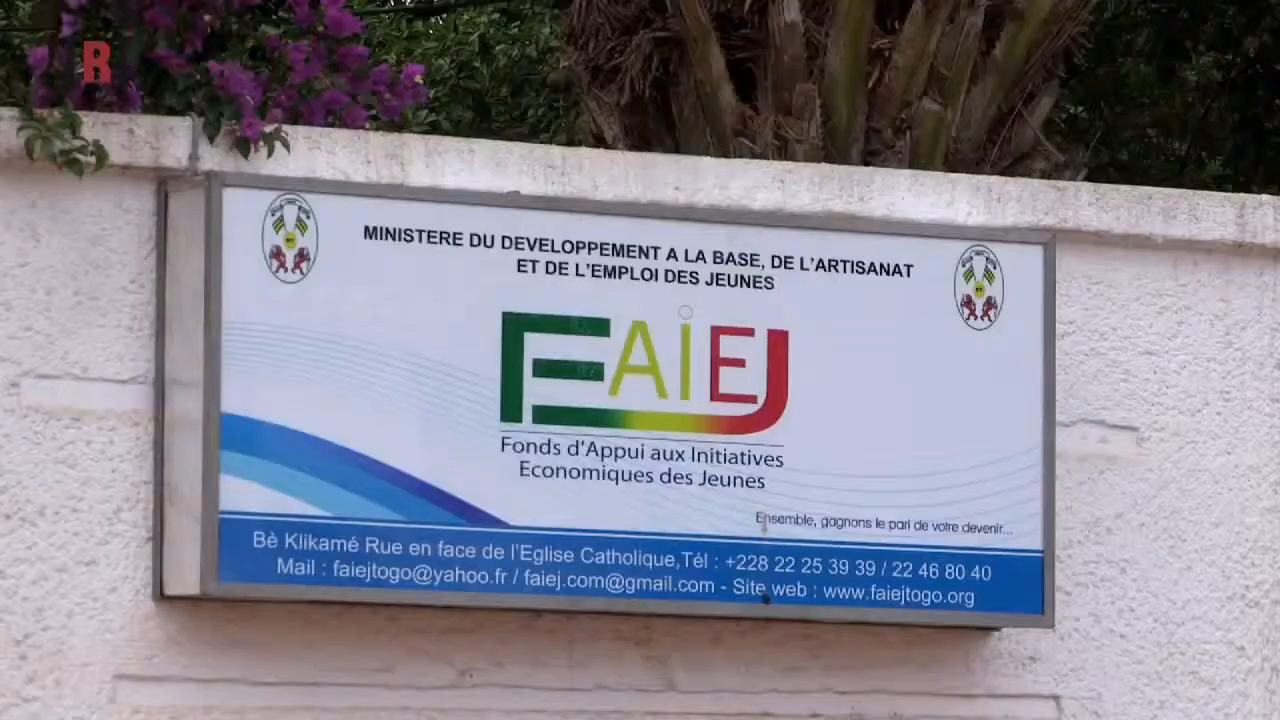 R
MINISTERE DU DEVELOPPEMENT A LA BASE, DE L'ARTISANAT
ET DE L'EMPLOI DES JEUNES
FAiEJ
Fonds d'Appui aux Initiatives
Economiques des Jeunes
Ensemble, gagnons le pari de votre devenir...
Bè Klikamé Rue en face de l'Eglise Catholique,Tél : +228 22 25 39 39 / 22 46 80 40
Mail : faiejtogo@yahoo.fr / faiej.com@gmail.com - Site web : www.faiejtogo.org